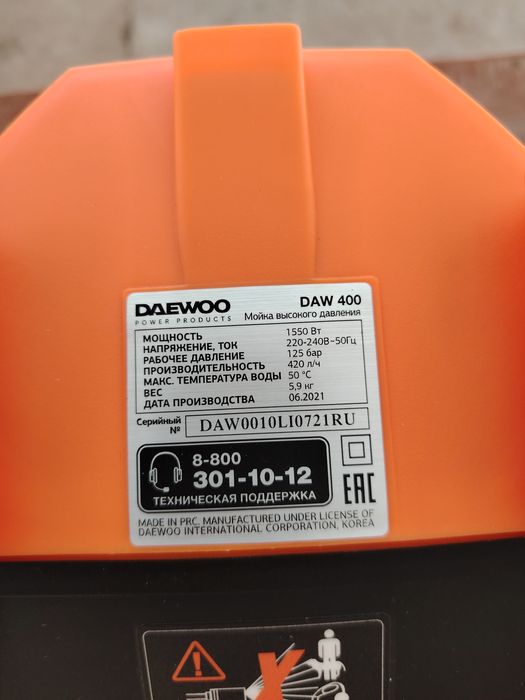 DAEWOO DAW 400
POWER PRODUCTS Мойка высокого давления
МОЩНОСТЬ 1550 Вт
НАПРЯЖЕНИЕ, ТОК 220-240В~50Гц
РАБОЧЕЕ ДАВЛЕНИЕ 125 бар
ПРОИЗВОДИТЕЛЬНОСТЬ 420 л/ч
МАКС. ТЕМПЕРАТУРА ВОДЫ 50 °C
ВЕС 5,9 кг
ДАТА ПРОИЗВОДСТВА 06.2021
Серийный № DAW0010LI0721RU
8-800
301-10-12
ТЕХНИЧЕСКАЯ ПОДДЕРЖКА
EAC
MADE IN PRC. MANUFACTURED UNDER LICENSE OF
DAEWOO INTERNATIONAL CORPORATION, KOREA